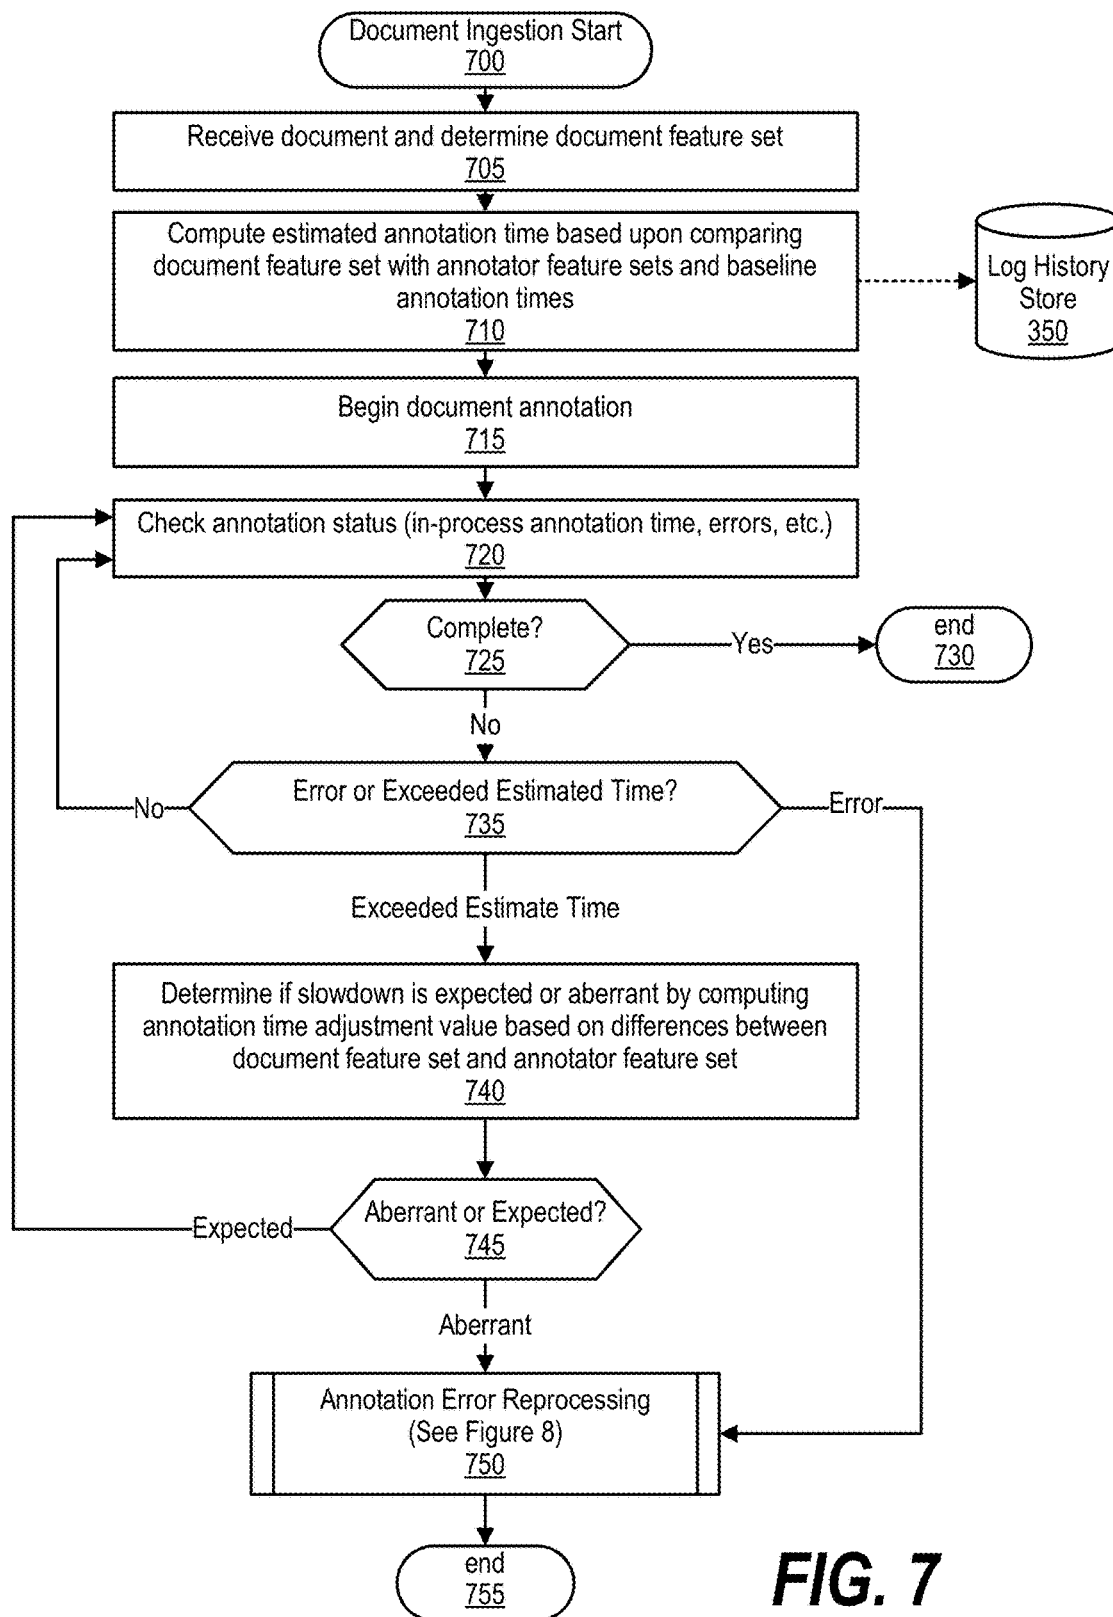 Document Ingestion Start
700
Receive document and determine document feature set
705
Compute estimated annotation time based upon comparing
document feature set with annotator feature sets and baseline
annotation times
710
Log History
Store
350
Begin document annotation
715
Check annotation status (in-process annotation time, errors, etc.)
720
Complete?
725
Yes
end
730
No
Error or Exceeded Estimated Time?
735
No
Error
Exceeded Estimate Time
Determine if slowdown is expected or aberrant by computing
annotation time adjustment value based on differences between
document feature set and annotator feature set
740
Aberrant or Expected?
745
Expected
Aberrant
Annotation Error Reprocessing
(See Figure 8)
750
end
755
FIG. 7